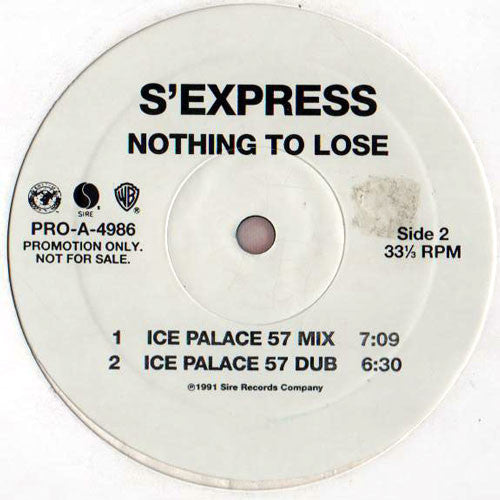 S'EXPRESS
NOTHING TO LOSE
SIRE
WB ®
PRO-A-4986
PROMOTION ONLY.
NOT FOR SALE.
Side 2
33⅓ RPM
1 ICE PALACE 57 MIX 7:09
2 ICE PALACE 57 DUB 6:30
℗1991 Sire Records Company